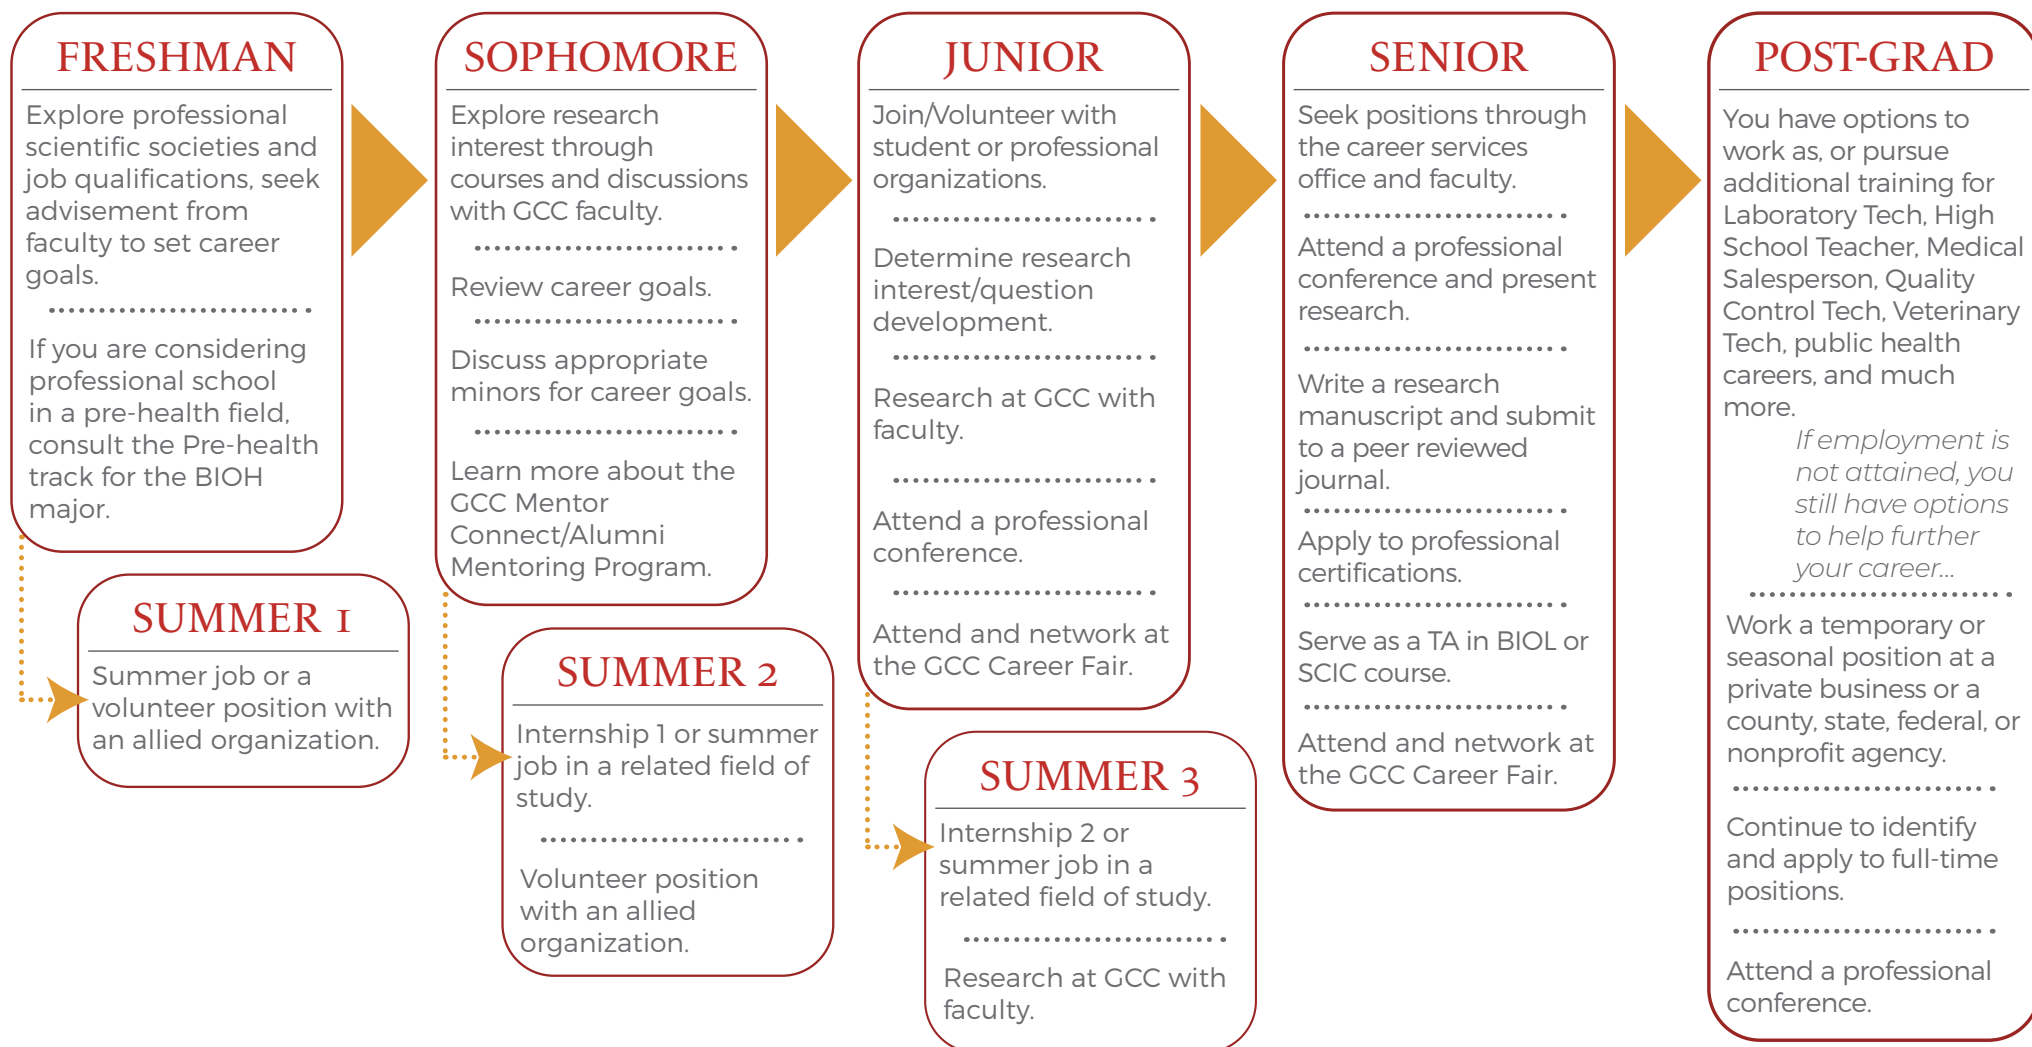 FRESHMAN
Explore professional
scientific societies and
job qualifications, seek
advisement from
faculty to set career
goals.
If you are considering
professional school
in a pre-health field,
consult the Pre-health
track for the BIOH
major.
SUMMER 1
Summer job or a
volunteer position with
an allied organization.
SOPHOMORE
Explore research
interest through
courses and discussions
with GCC faculty.
Review career goals.
Discuss appropriate
minors for career goals.
Learn more about the
GCC Mentor
Connect/Alumni
Mentoring Program.
SUMMER 2
Internship 1 or summer
job in a related field of
study.
Volunteer position
with an allied
organization.
JUNIOR
Join/Volunteer with
student or professional
organizations.
Determine research
interest/question
development.
Research at GCC with
faculty.
Attend a professional
conference.
Attend and network at
the GCC Career Fair.
SUMMER 3
Internship 2 or
summer job in a
related field of study.
Research at GCC with
faculty.
SENIOR
Seek positions through
the career services
office and faculty.
Attend a professional
conference and present
research.
Write a research
manuscript and submit
to a peer reviewed
journal.
Apply to professional
certifications.
Serve as a TA in BIOL or
SCIC course.
Attend and network at
the GCC Career Fair.
POST-GRAD
You have options to
work as, or pursue
additional training for
Laboratory Tech, High
School Teacher, Medical
Salesperson, Quality
Control Tech, Veterinary
Tech, public health
careers, and much
more.
If employment is
not attained, you
still have options
to help further
your career...
Work a temporary or
seasonal position at a
private business or a
county, state, federal, or
nonprofit agency.
Continue to identify
and apply to full-time
positions.
Attend a professional
conference.